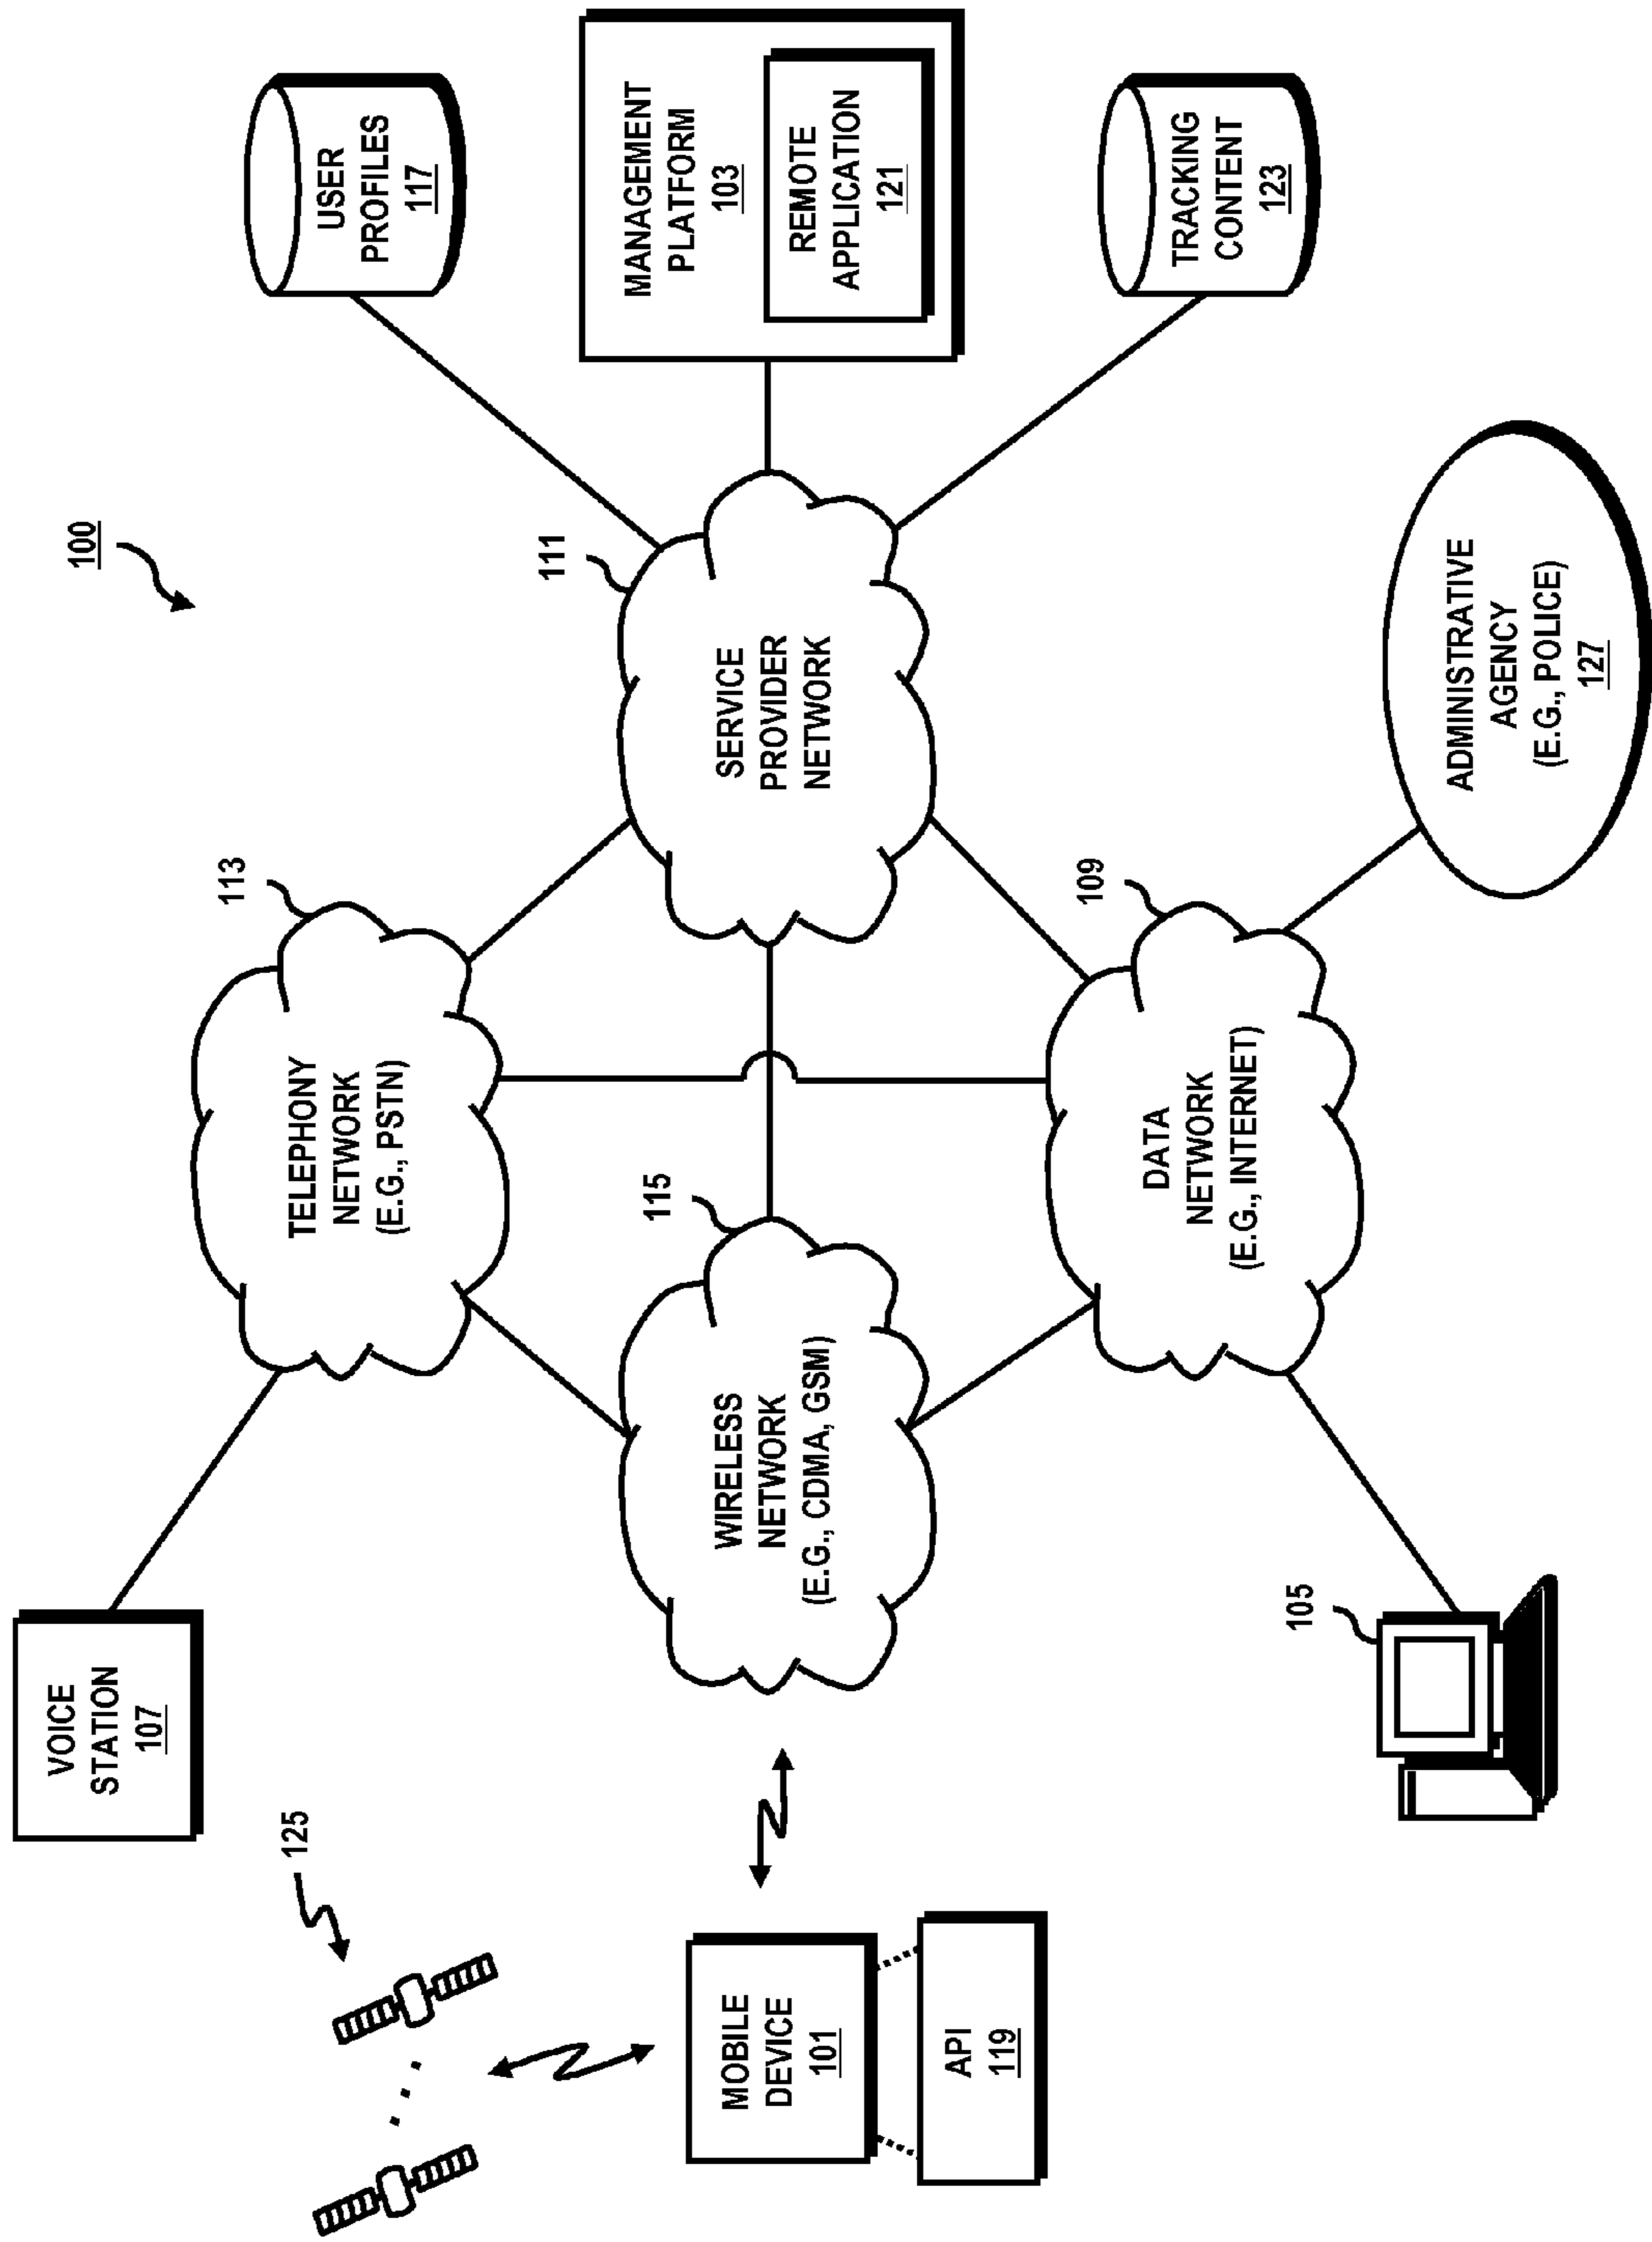 100
VOICE
STATION
107
125
TELEPHONY
NETWORK
(E.G., PSTN)
113
USER
PROFILES
117
111
SERVICE
PROVIDER
NETWORK
MANAGEMENT
PLATFORM
103
REMOTE
APPLICATION
121
MOBILE
DEVICE
101
API
119
115
WIRELESS
NETWORK
(E.G., CDMA, GSM)
109
DATA
NETWORK
(E.G., INTERNET)
TRACKING
CONTENT
123
105
ADMINISTRATIVE
AGENCY
(E.G., POLICE)
127